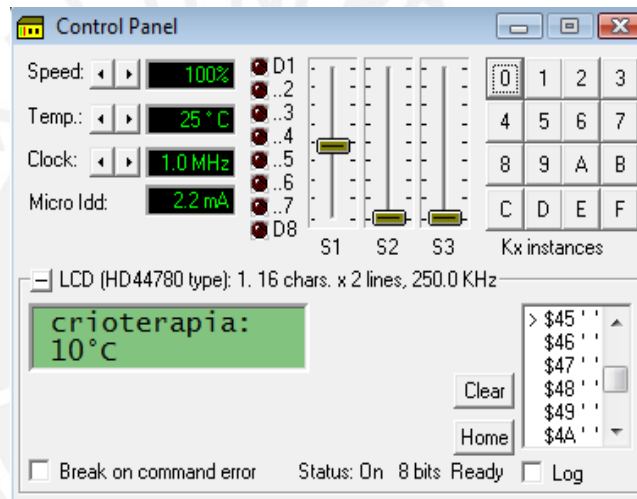 Control Panel
Speed: 100%
Temp.: 25 ° C
Clock: 1.0 MHz
Micro Idd: 2.2 mA
D1
..2
..3
..4
..5
..6
..7
D8
S1 S2 S3
0 1 2 3
4 5 6 7
8 9 A B
C D E F
Kx instances
LCD (HD44780 type): 1. 16 chars. x 2 lines, 250.0 KHz
crioterapia:
10°C
> $45 ' '
$46 ' '
$47 ' '
$48 ' '
$49 ' '
$4A ' '
Clear
Home
Break on command error
Status: On 8 bits Ready
Log